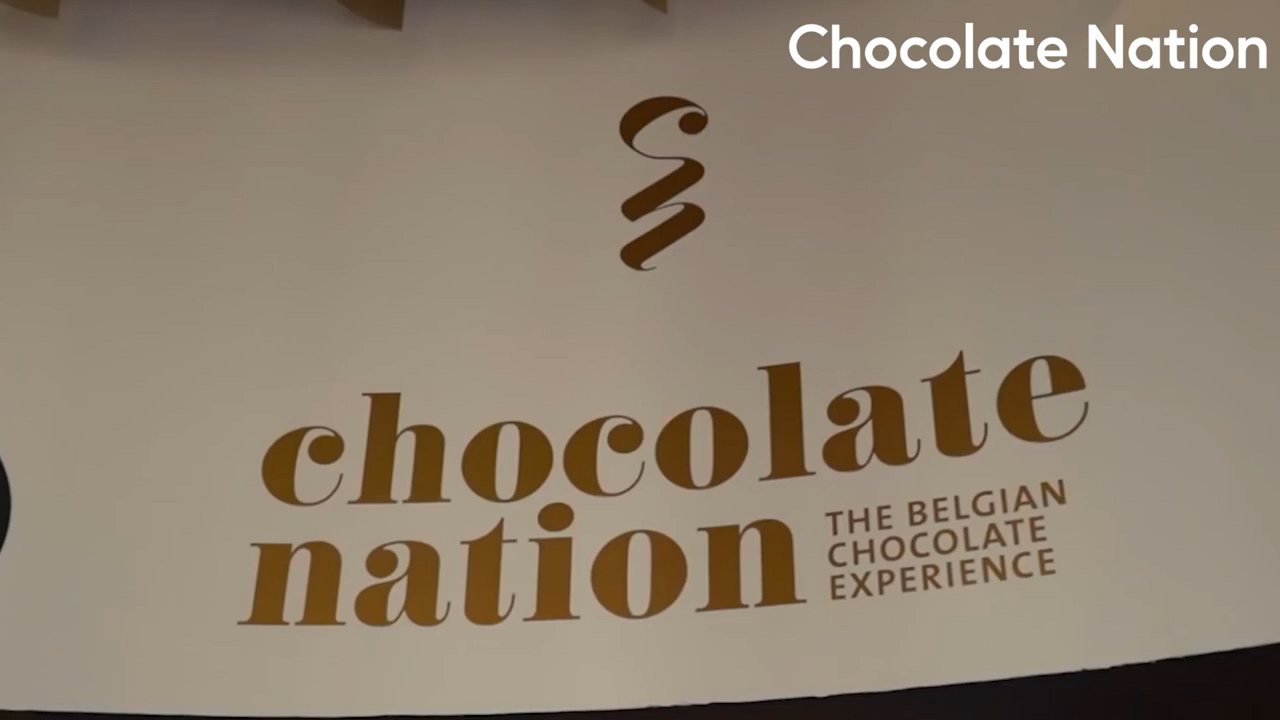 Chocolate Nation
chocolate
nation
THE BELGIAN
CHOCOLATE
EXPERIENCE